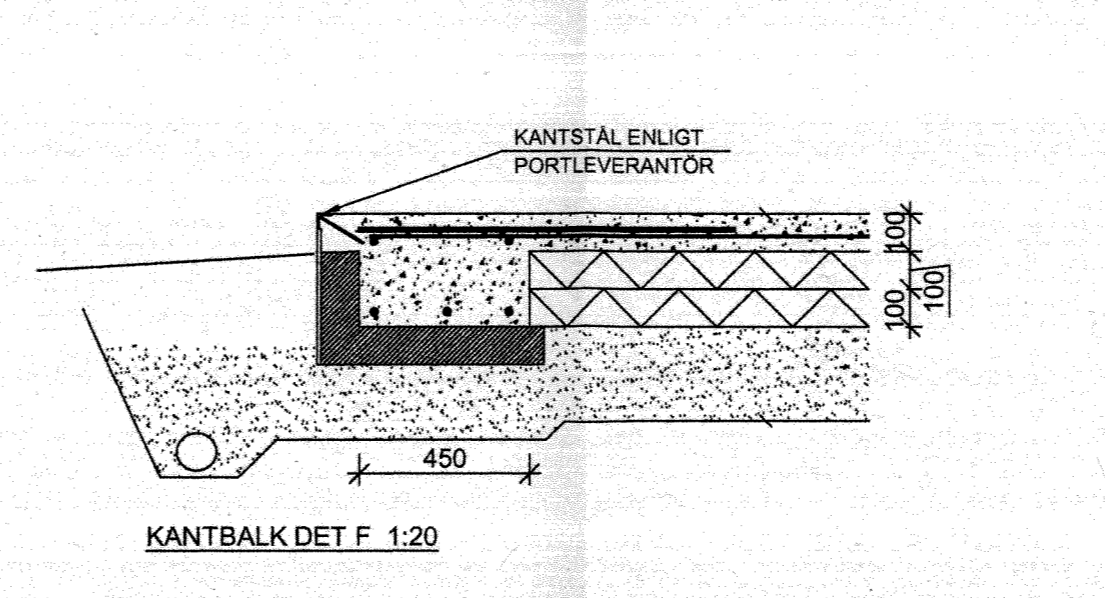 KANTSTÅL ENLIGT
PORTLEVERANTÖR
100
100
100
450
KANTBALK DET F 1:20